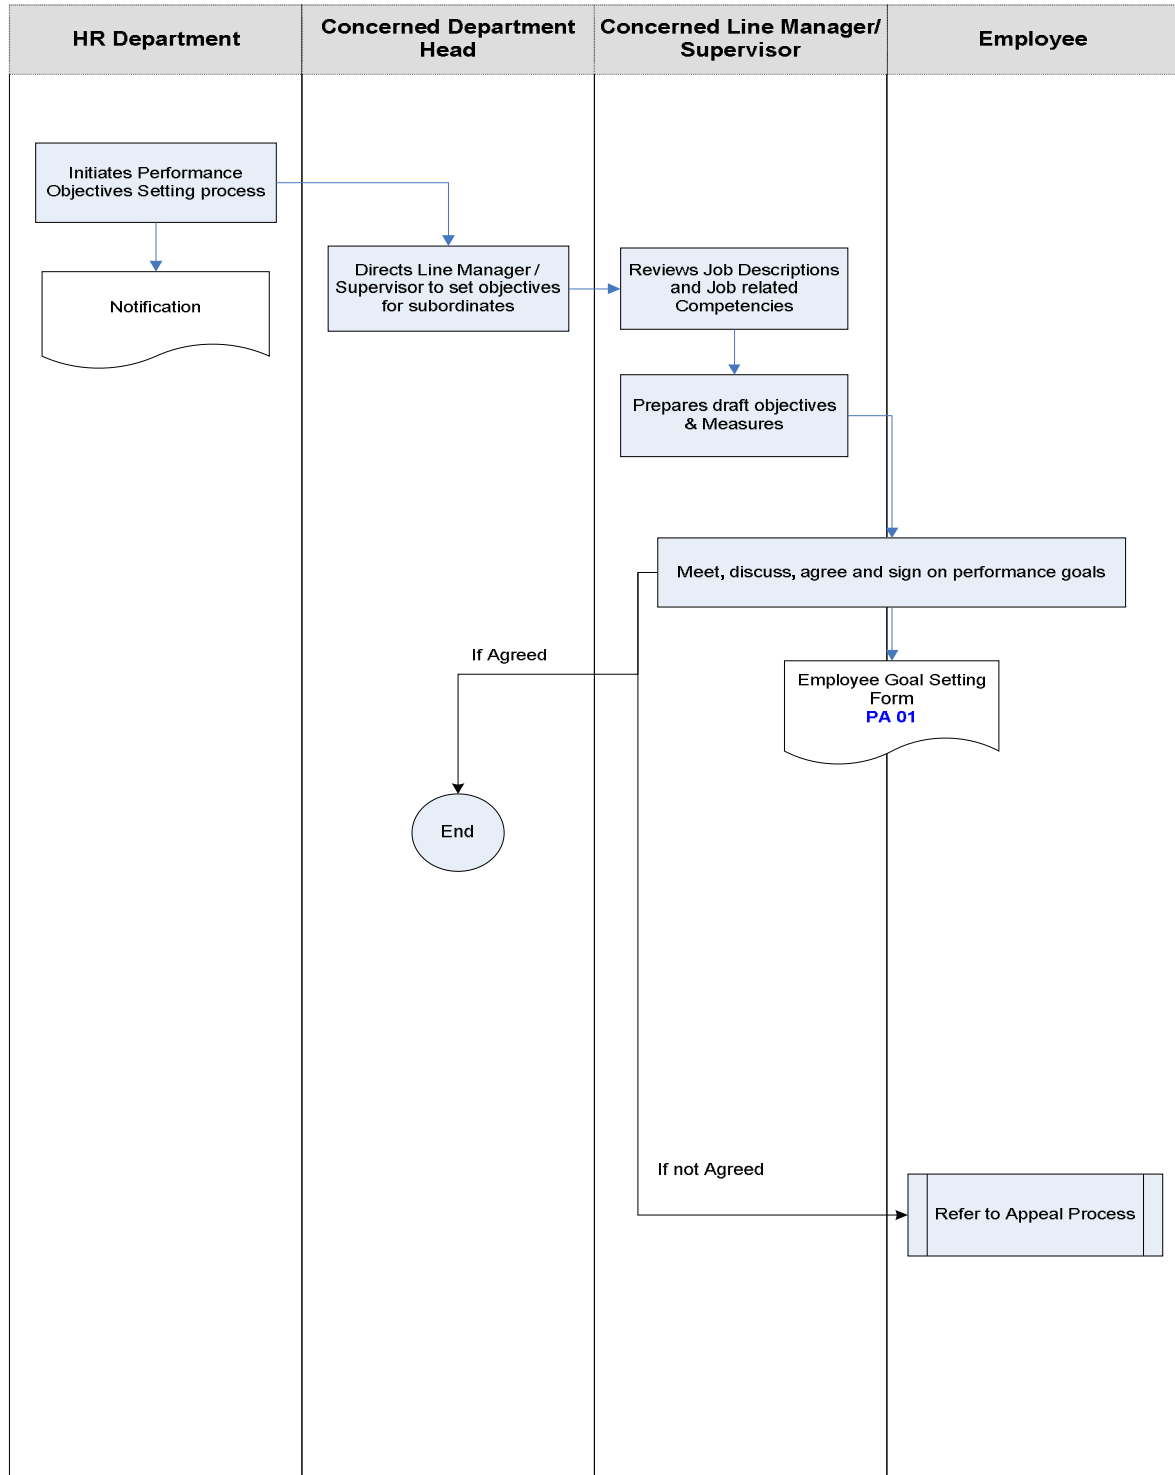 HR Department
Concerned Department
Head
Concerned Line Manager/
Supervisor
Employee
Initiates Performance
Objectives Setting process
Notification
Directs Line Manager /
Supervisor to set objectives
for subordinates
Reviews Job Descriptions
and Job related
Competencies
Prepares draft objectives
& Measures
Meet, discuss, agree and sign on performance goals
If Agreed
Employee Goal Setting
Form
PA 01
End
If not Agreed
Refer to Appeal Process